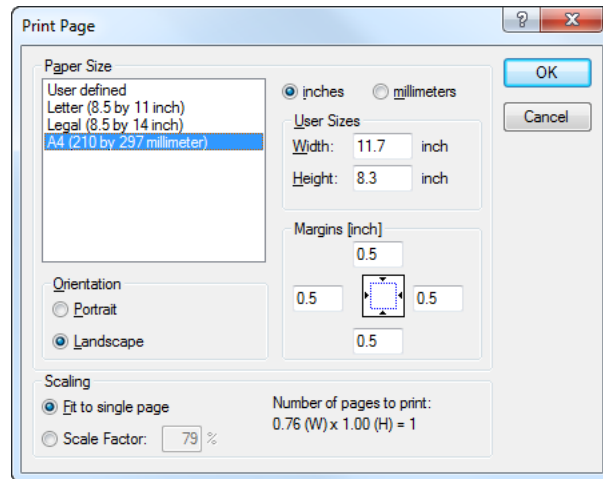 Print Page
Paper Size
User defined
Letter (8.5 by 11 inch)
Legal (8.5 by 14 inch)
A4 (210 by 297 millimeter)
inches
millimeters
OK
Cancel
User Sizes
Width: 11.7 inch
Height: 8.3 inch
Margins [inch]
0.5
0.5
0.5
0.5
Orientation
Portrait
Landscape
Scaling
Fit to single page
Scale Factor: 79 %
Number of pages to print:
0.76 (W) x 1.00 (H) = 1